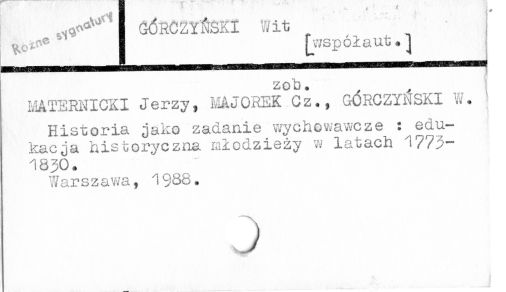 Rożne sygnatury
GÓRCZYŃSKI Wit
[współaut.]
zob.
MATERNICKI Jerzy, MAJOREK Cz., GÓRCZYŃSKI W.
Historia jako zadanie wychowawcze : edu-
kacja historyczna młodzieży w latach 1773-
1830.
Warszawa, 1988.